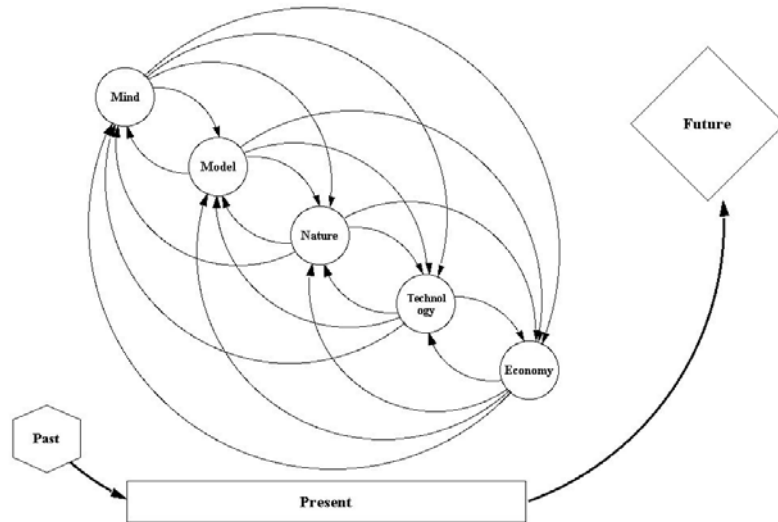 Mind
Future
Model
Nature
Technol
ogy
Economy
Past
Present